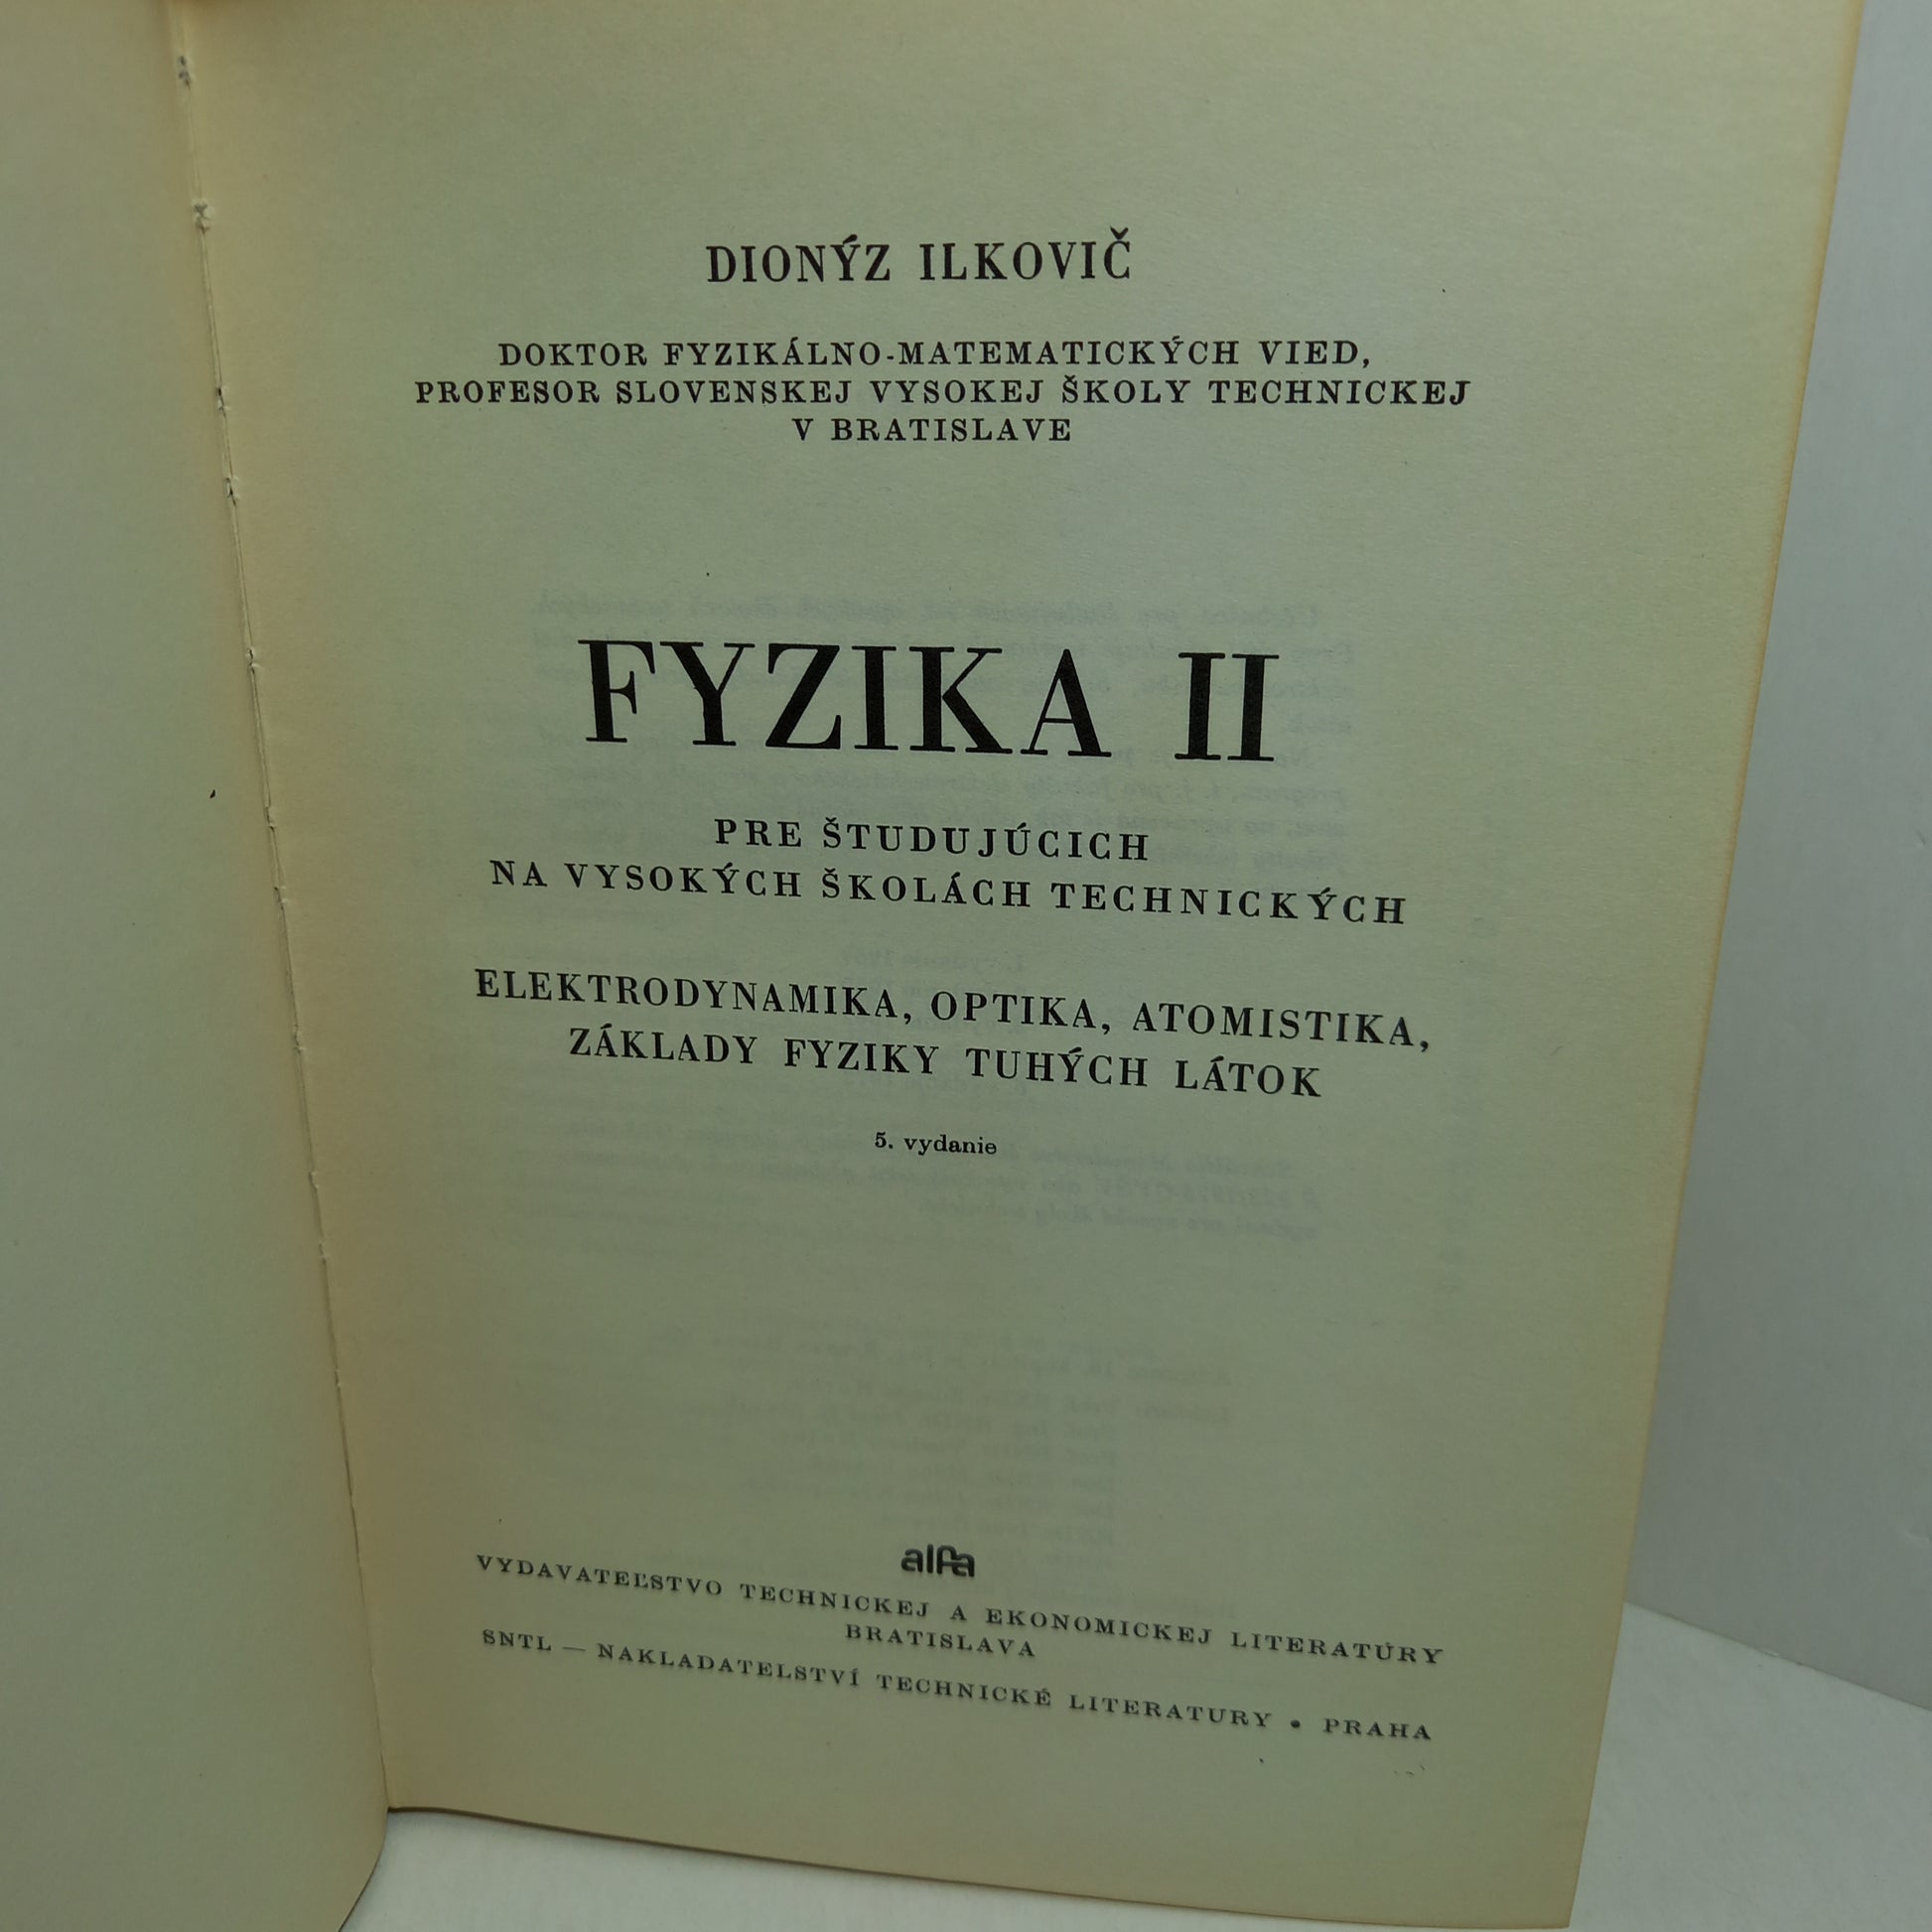 DIONÝZ ILKOVIČ
DOKTOR FYZIKÁLNO-MATEMATICKÝCH VIED,
PROFESOR SLOVENSKEJ VYSOKEJ ŠKOLY TECHNICKEJ
V BRATISLAVE
FYZIKA II
PRE ŠTUDUJÚCICH
NA VYSOKÝCH ŠKOLÁCH TECHNICKÝCH
ELEKTRODYNAMIKA, OPTIKA, ATOMISTIKA,
ZÁKLADY FYZIKY TUHÝCH LÁTOK
5. vydanie
alfa
VYDAVATEĽSTVO TECHNICKEJ A EKONOMICKEJ LITERATÚRY
BRATISLAVA
SNTL — NAKLADATELSTVÍ TECHNICKÉ LITERATURY • PRAHA